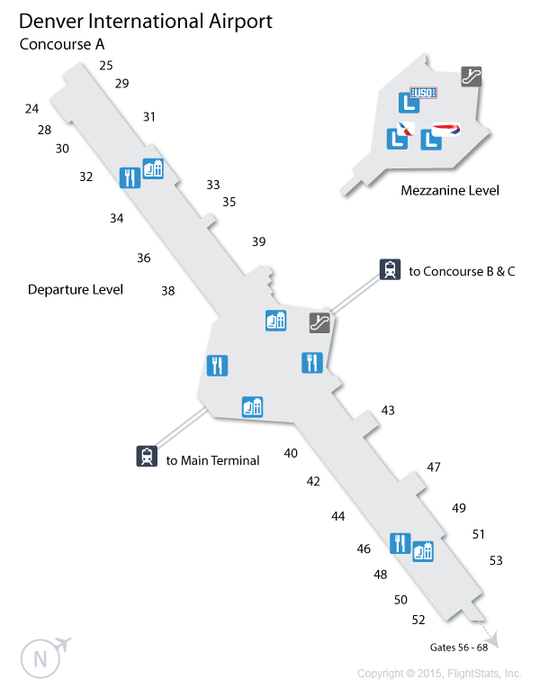 Denver International Airport
Concourse A
25
29
24
31
28
30
32
33
35
34
39
36
38
Departure Level
USO
L
L
L
Mezzanine Level
to Concourse B & C
to Main Terminal
43
40
47
42
49
44
51
46
53
48
50
52
Gates 56 - 68
N
Copyright © 2015, FlightStats, Inc.